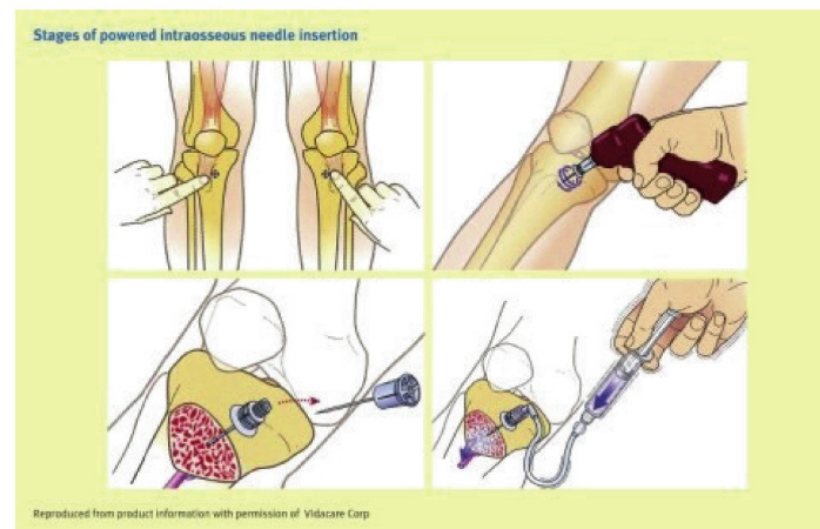 Stages of powered intraosseous needle insertion
Reproduced from product information with permission of Vidacare Corp